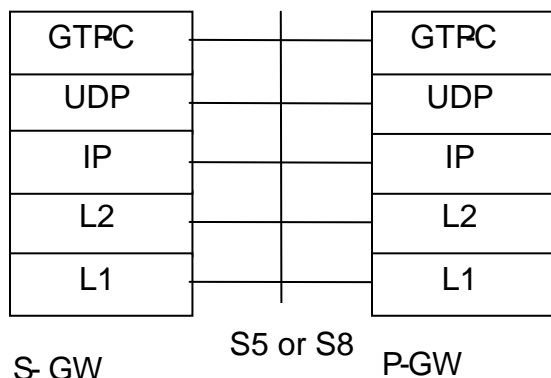 GTP-C GTP-C
UDP UDP
IP IP
L2 L2
L1 L1
S5 or S8
S- GW P-GW